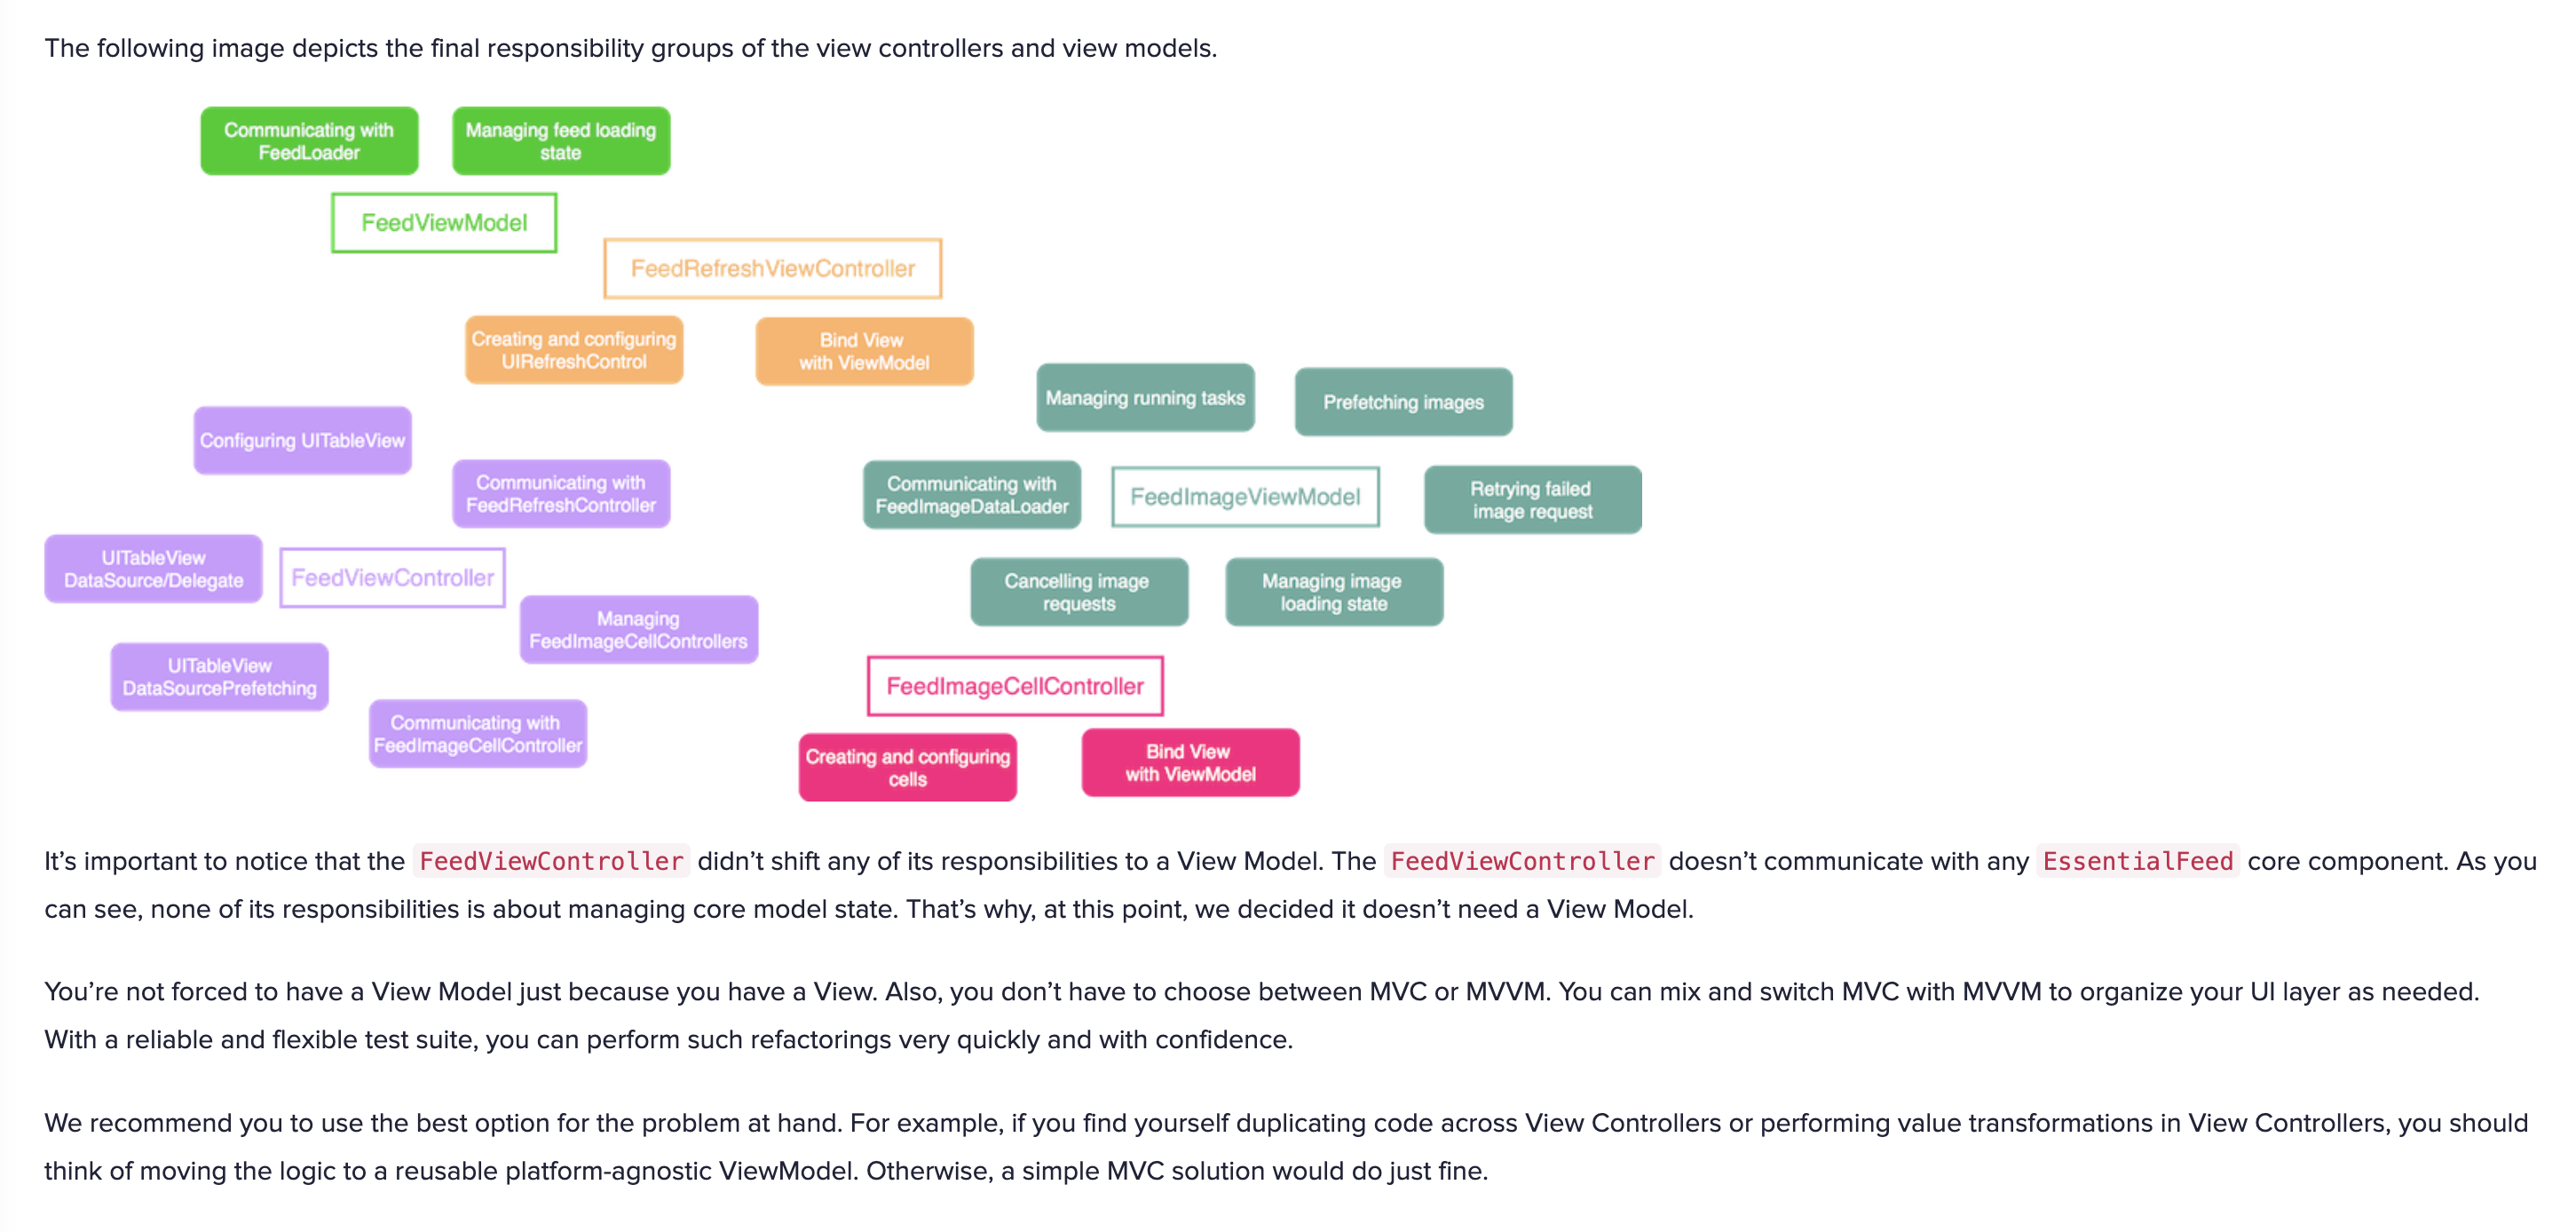 The following image depicts the final responsibility groups of the view controllers and view models.
Communicating with
FeedLoader
Managing feed loading
state
FeedViewModel
FeedRefreshViewController
Creating and configuring
UIRefreshControl
Bind View
with ViewModel
Managing running tasks
Prefetching images
Configuring UITableView
Communicating with
FeedRefreshController
Communicating with
FeedImageDataLoader
FeedImageViewModel
Retrying failed
image request
UITableView
DataSource/Delegate
FeedViewController
Cancelling image
requests
Managing image
loading state
Managing
FeedImageCellControllers
UITableView
DataSourcePrefetching
FeedImageCellController
Communicating with
FeedImageCellController
Creating and configuring
cells
Bind View
with ViewModel
It’s important to notice that the FeedViewController didn’t shift any of its responsibilities to a View Model. The FeedViewController doesn’t communicate with any EssentialFeed core component. As you
can see, none of its responsibilities is about managing core model state. That’s why, at this point, we decided it doesn’t need a View Model.
You’re not forced to have a View Model just because you have a View. Also, you don’t have to choose between MVC or MVVM. You can mix and switch MVC with MVVM to organize your UI layer as needed.
With a reliable and flexible test suite, you can perform such refactorings very quickly and with confidence.
We recommend you to use the best option for the problem at hand. For example, if you find yourself duplicating code across View Controllers or performing value transformations in View Controllers, you should
think of moving the logic to a reusable platform-agnostic ViewModel. Otherwise, a simple MVC solution would do just fine.